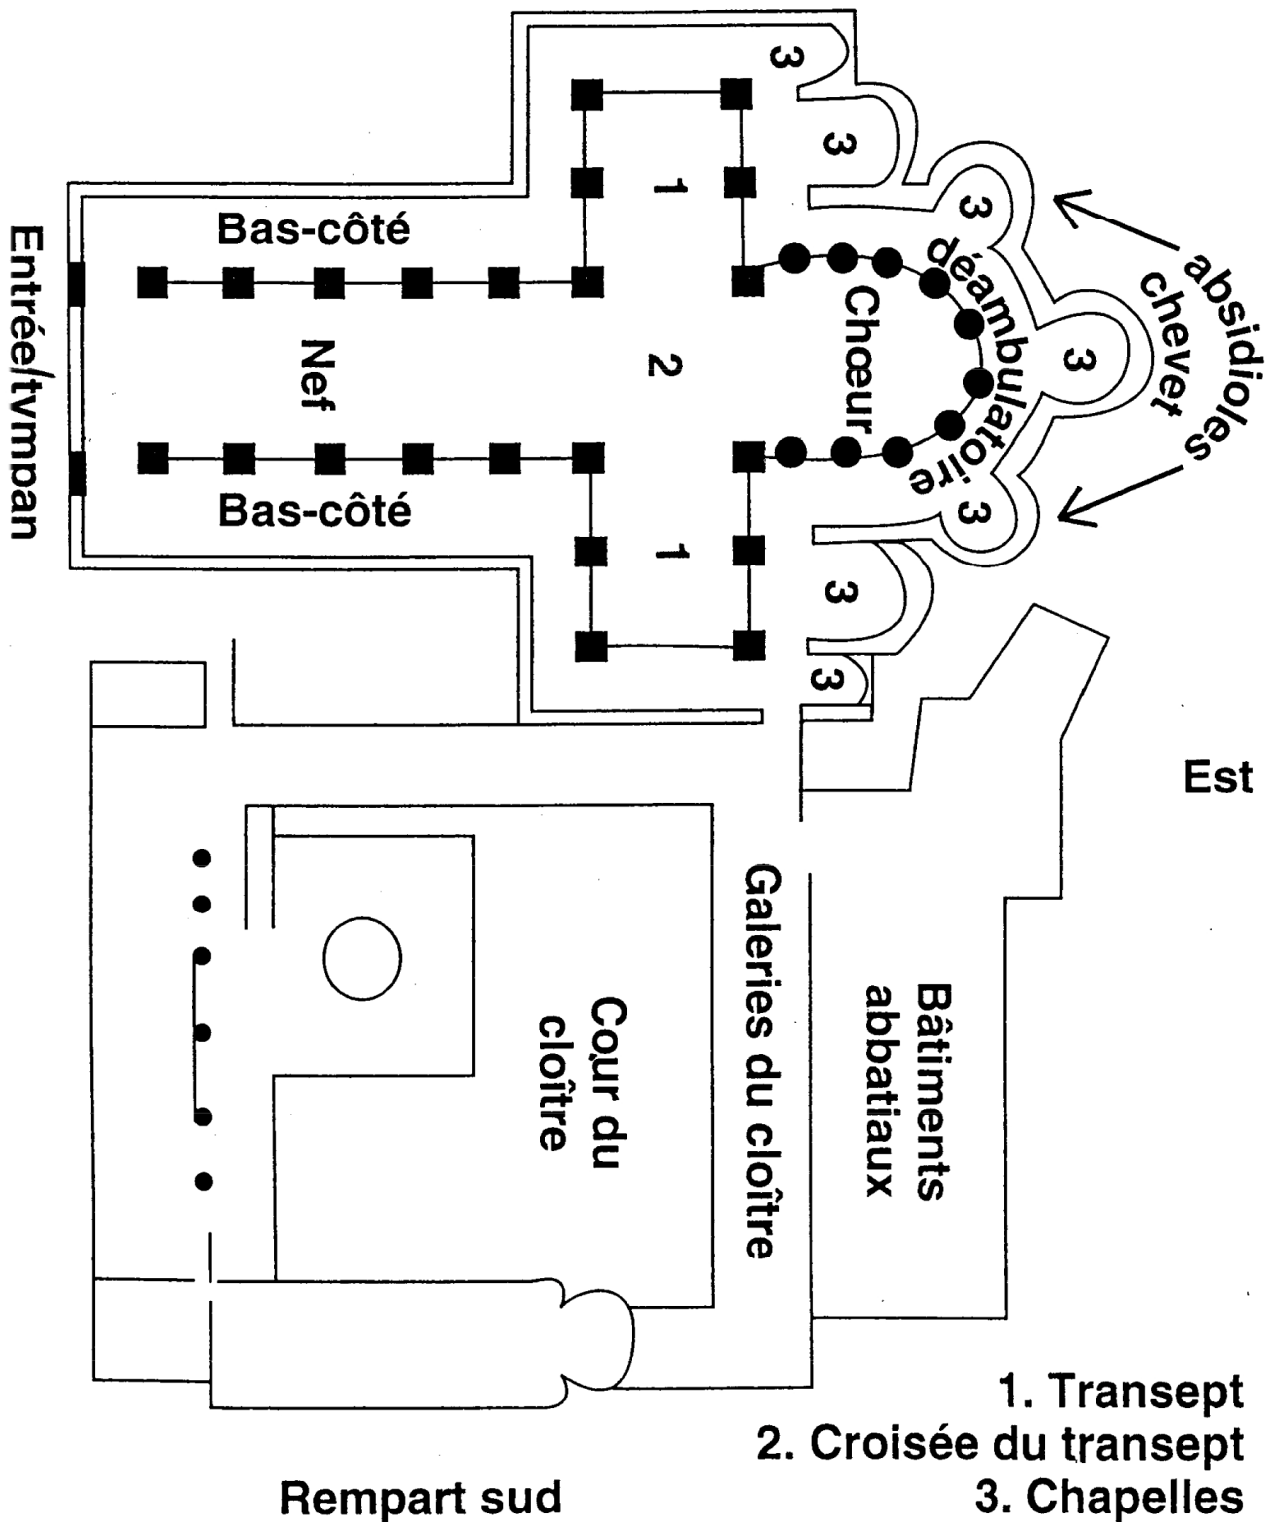 3
3
1
3
Bas-côté
déambulatoire
absidioles
chevet
Entrée/tvmpan
Nef
2
Chœur
3
Bas-côté
3
1
3
3
Est
Galeries du cloître
Cour du
cloître
Bâtiments
abbatiaux
1. Transept
2. Croisée du transept
3. Chapelles
Rempart sud